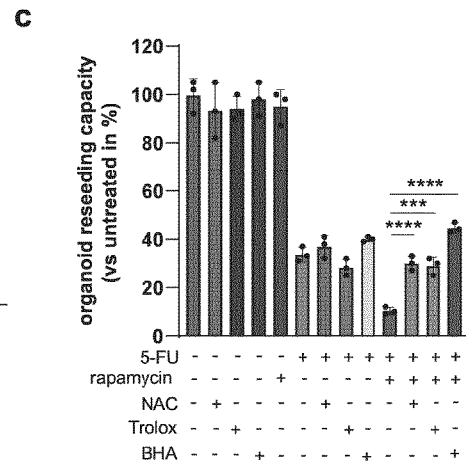 c
organoid reseeding capacity
(vs untreated in %)
120
100
80
60
40
20
0
****
***
****
5-FU - - - - - + + + + + + + +
rapamycin - - - - + - - - - + + + +
NAC - + - - - - + - - - + - -
Trolox - - + - - - - + - - - + -
BHA - - - + - - - - + - - - +